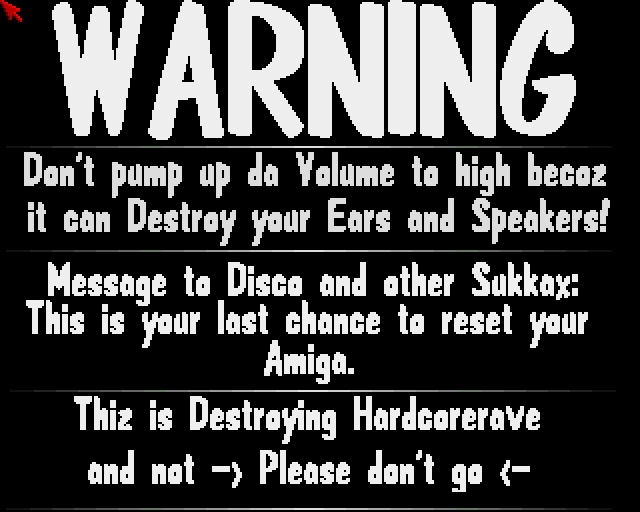 WARNING
Don't pump up da Volume to high becoz
it can Destroy your Ears and Speakers!
Message to Disco and other Sukkax:
This is your last chance to reset your
Amiga.
Thiz is Destroying Hardcorerave
and not -> Please don't go <-